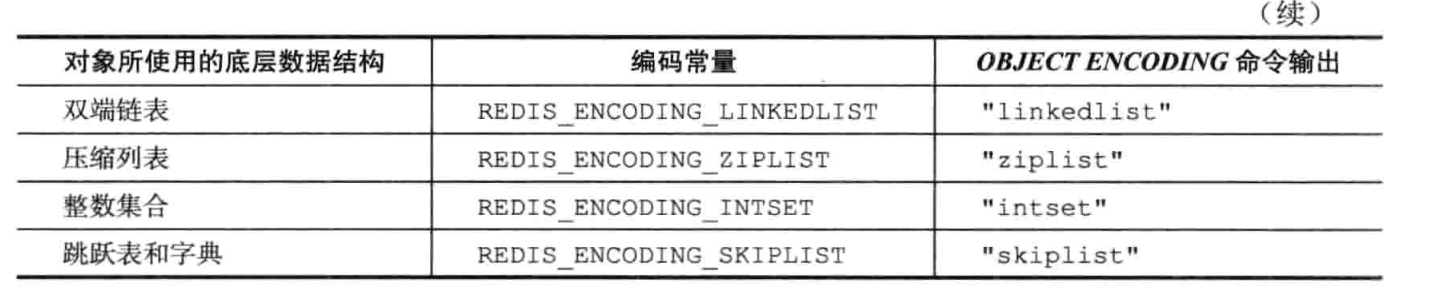 （续）
对象所使用的底层数据结构 编码常量 OBJECT ENCODING 命令输出
双端链表 REDIS_ENCODING_LINKEDLIST "linkedlist"
压缩列表 REDIS_ENCODING_ZIPLIST "ziplist"
整数集合 REDIS_ENCODING_INTSET "intset"
跳跃表和字典 REDIS_ENCODING_SKIPLIST "skiplist"